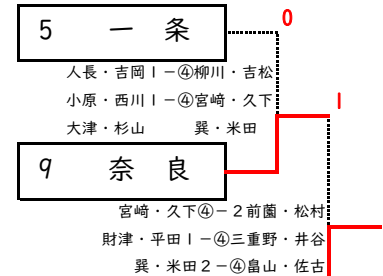 0
5 一 条
人長・吉岡1－④柳川・吉松
小原・西川1－④宮﨑・久下
大津・杉山 巽・米田
1
9 奈 良
宮﨑・久下④－2前薗・松村
財津・平田1－④三重野・井谷
巽・米田2－④畠山・佐古